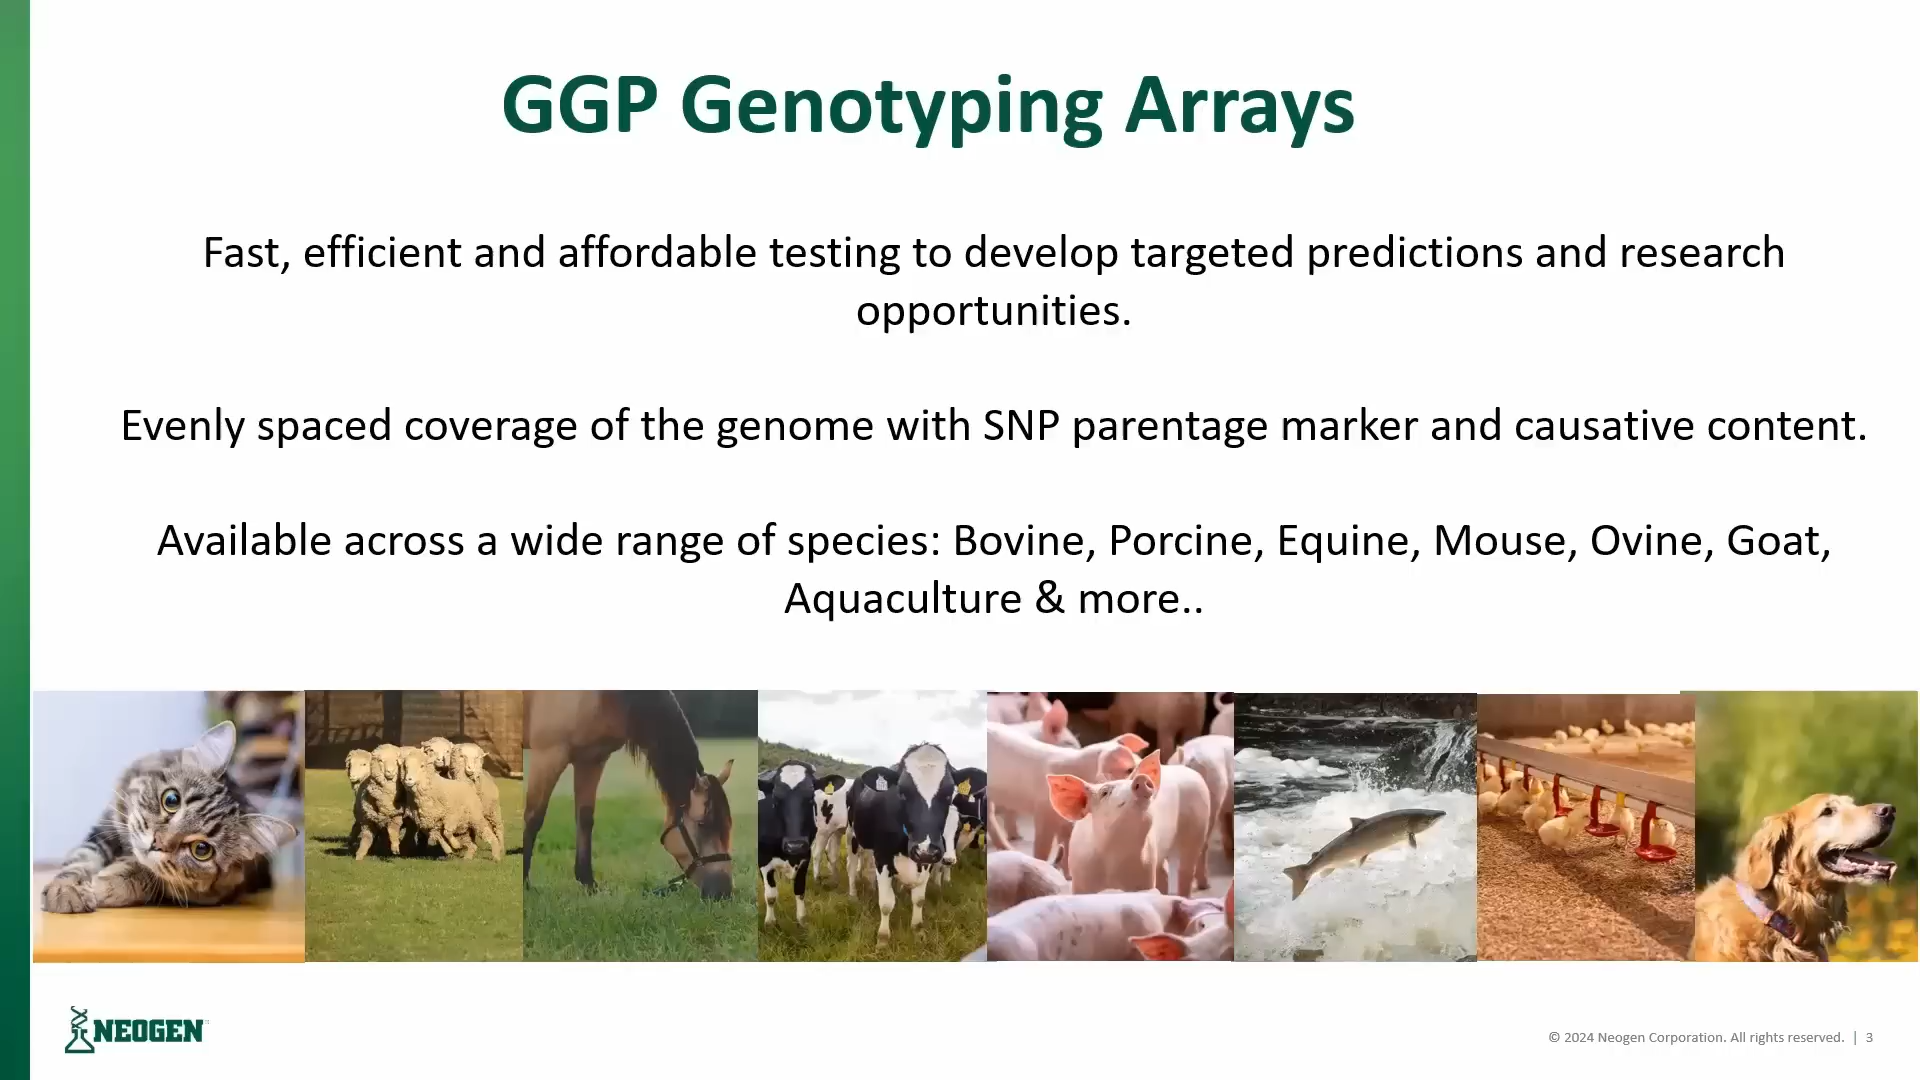 GGP Genotyping Arrays
Fast, efficient and affordable testing to develop targeted predictions and research
opportunities.
Evenly spaced coverage of the genome with SNP parentage marker and causative content.
Available across a wide range of species: Bovine, Porcine, Equine, Mouse, Ovine, Goat,
Aquaculture & more..
NEOGEN
© 2024 Neogen Corporation. All rights reserved. | 3